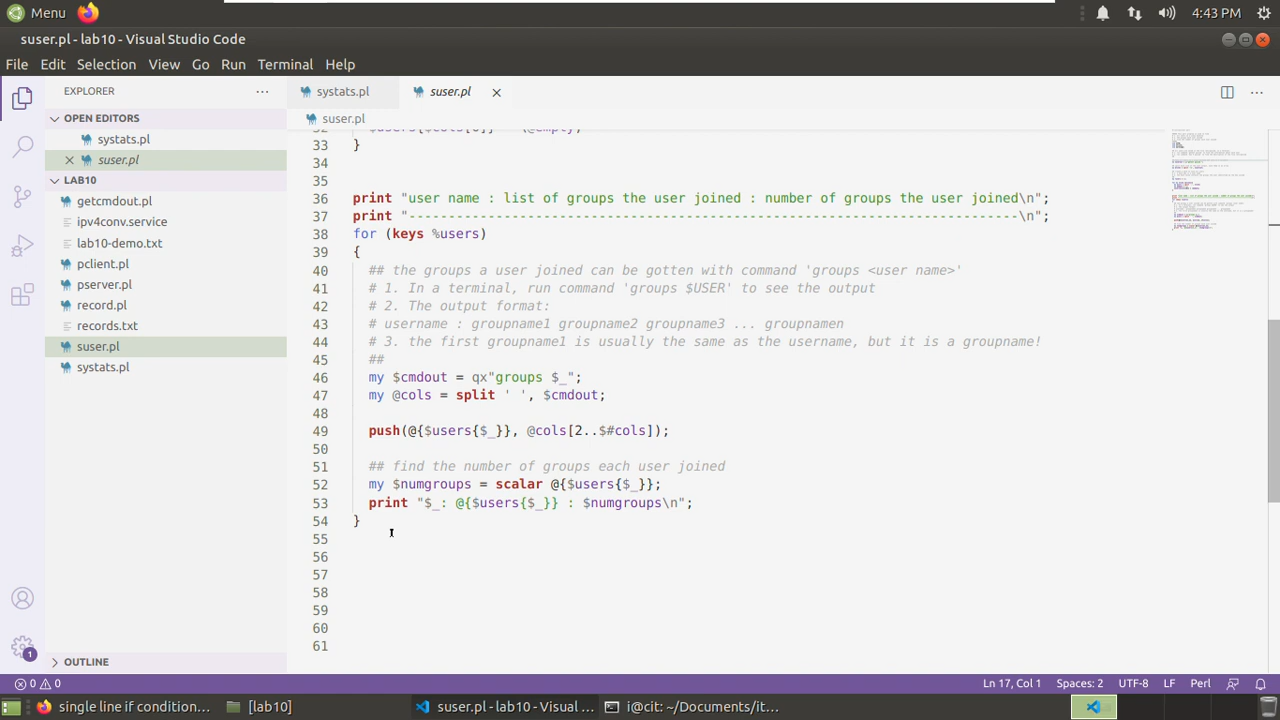 Menu
4:43 PM
suser.pl - lab10 - Visual Studio Code
File Edit Selection View Go Run Terminal Help
EXPLORER
OPEN EDITORS
systats.pl
suser.pl
LAB10
getcmdout.pl
ipv4conv.service
lab10-demo.txt
pclient.pl
pserver.pl
record.pl
records.txt
suser.pl
systats.pl
OUTLINE
systats.pl suser.pl
suser.pl
33 }
34
35
36 print "user name-- list of groups the user joined : number of groups the user joined\n";
37 print "----------------------------------------------------------------------------\n";
38 for (keys %users)
39 {
40 ## the groups a user joined can be gotten with command 'groups <user name>'
41 # 1. In a terminal, run command 'groups $USER' to see the output
42 # 2. The output format:
43 # username : groupname1 groupname2 groupname3 ... groupnamen
44 # 3. the first groupname1 is usually the same as the username, but it is a groupname!
45 ##
46 my $cmdout = qx"groups $_";
47 my @cols = split ' ', $cmdout;
48
49 push(@{$users{$_}}, @cols[2..$#cols]);
50
51 ## find the number of groups each user joined
52 my $numgroups = scalar @{$users{$_}};
53 print "$_: @{$users{$_}} : $numgroups\n";
54 }
55
56
57
58
59
60
61
1
0 0
Ln 17, Col 1 Spaces: 2 UTF-8 LF Perl
single line if condition... [lab10] suser.pl - lab10 - Visual ... i@cit: ~/Documents/it...